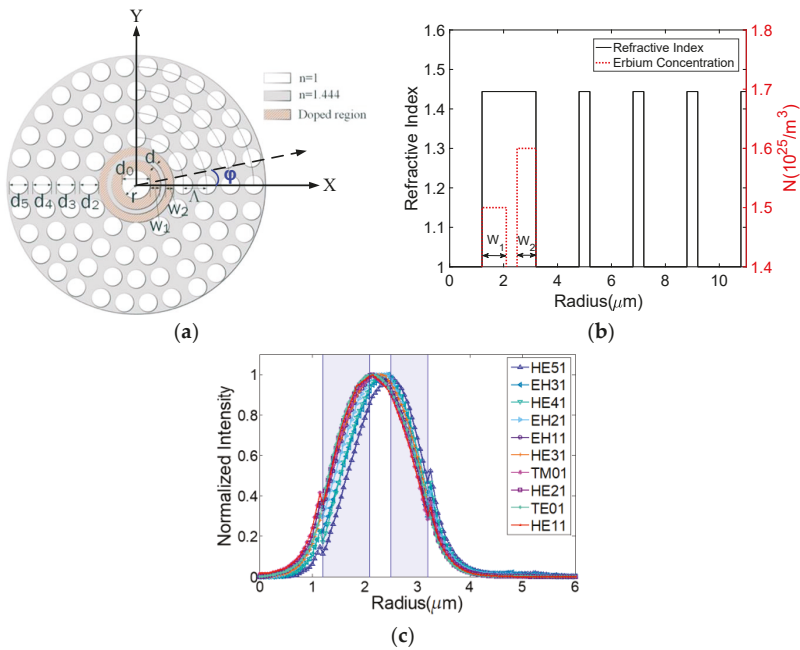 Y
n=1
n=1.444
Doped region
d₀
d
φ
X
r
d₅ d₄ d₃ d₂
Λ
w₂
w₁
(a)
Refractive Index
Erbium Concentration
1.6
1.5
1.4
1.3
1.2
1.1
1
1.8
1.7
1.6
1.5
1.4
Refractive Index
N(10²⁵/m³)
W₁ W₂
0 2 4 6 8 10
Radius(μm)
(b)
HE51
EH31
HE41
EH21
EH11
HE31
TM01
HE21
TE01
HE11
1
0.8
0.6
0.4
0.2
0
Normalized Intensity
0 1 2 3 4 5 6
Radius(μm)
(c)